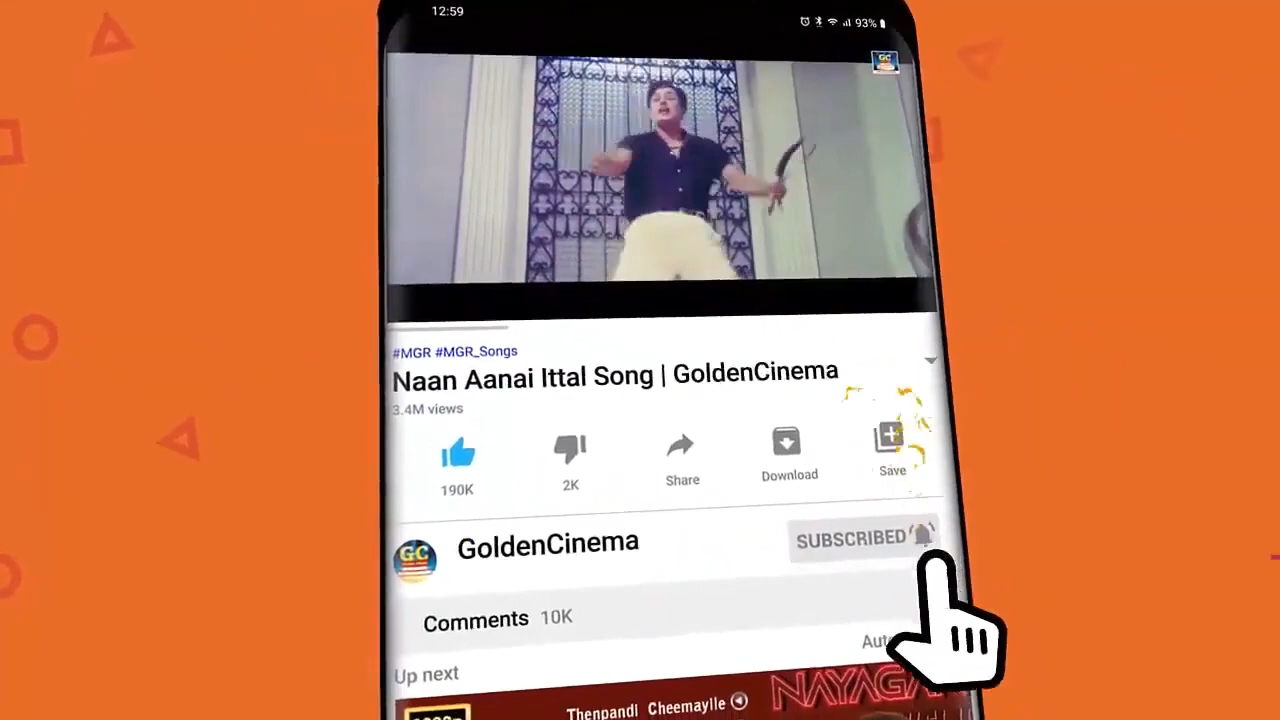 12:59
93%
GC
#MGR #MGR_Songs
Naan Aanai Ittal Song | GoldenCinema
3.4M views
190K
2K
Share
Download
Save
GC
GoldenCinema
SUBSCRIBED
Comments 10K
Up next
Thenpandi Cheemaylle